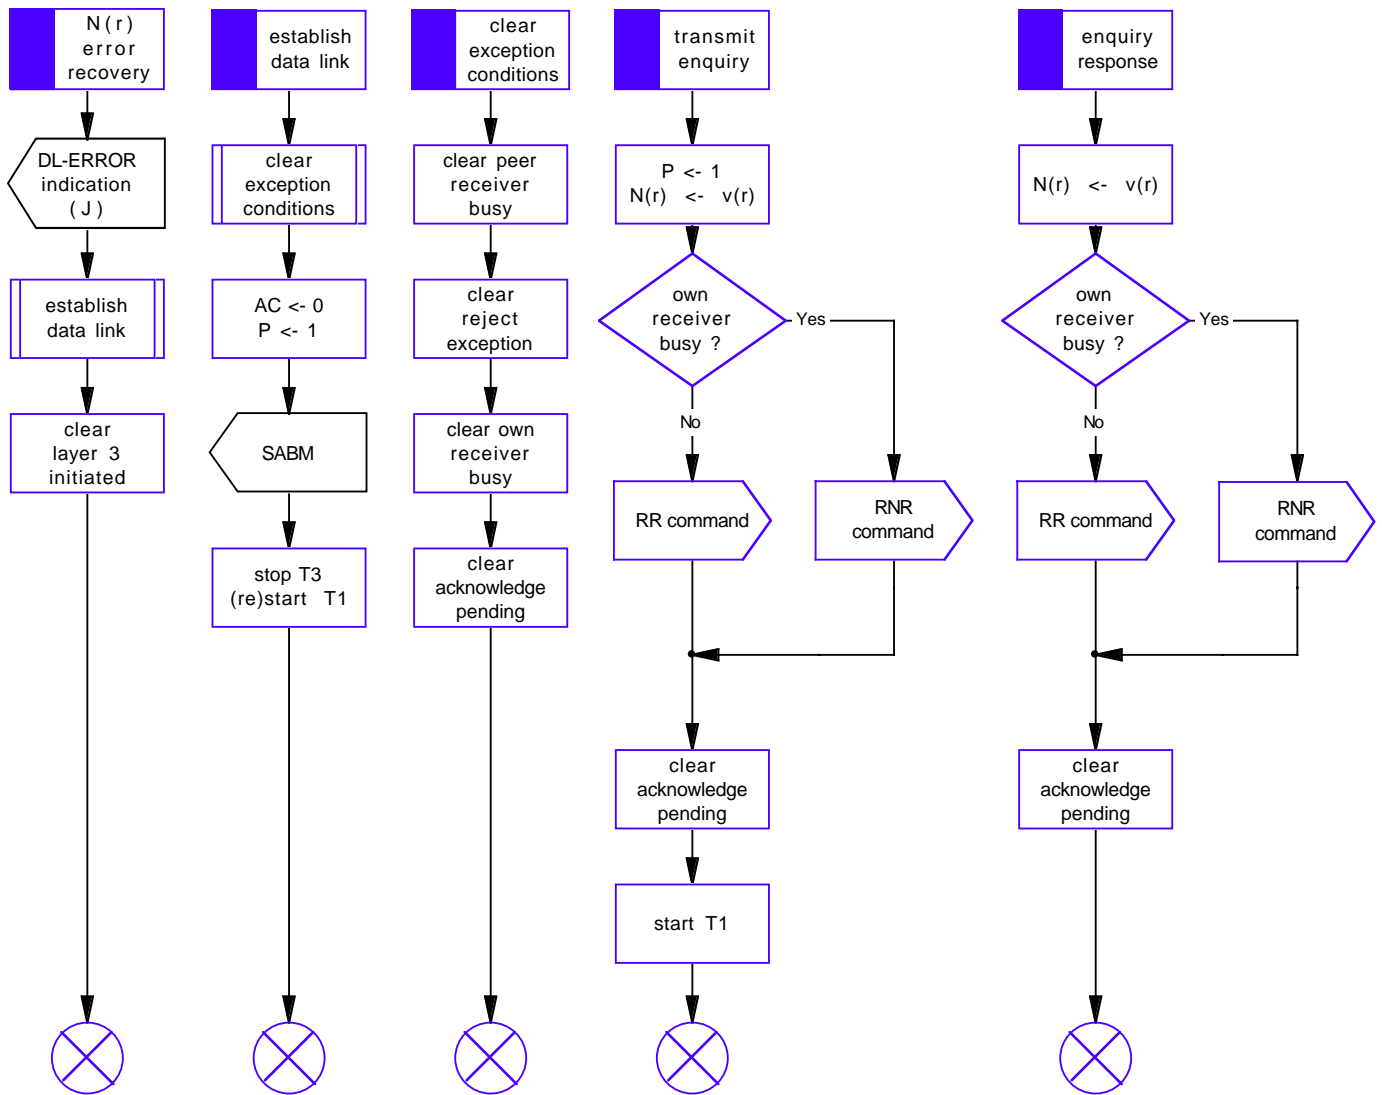 N(r)
error
recovery
DL-ERROR
indication
(J)
establish
data link
clear
layer 3
initiated
establish
data link
clear
exception
conditions
AC <- 0
P <- 1
SABM
stop T3
(re)start T1
clear
exception
conditions
clear peer
receiver
busy
clear
reject
exception
clear own
receiver
busy
clear
acknowledge
pending
transmit
enquiry
P <- 1
N(r) <- v(r)
own
receiver
busy ?
Yes
No
RR command
RNR
command
clear
acknowledge
pending
start T1
enquiry
response
N(r) <- v(r)
own
receiver
busy ?
Yes
No
RR command
RNR
command
clear
acknowledge
pending